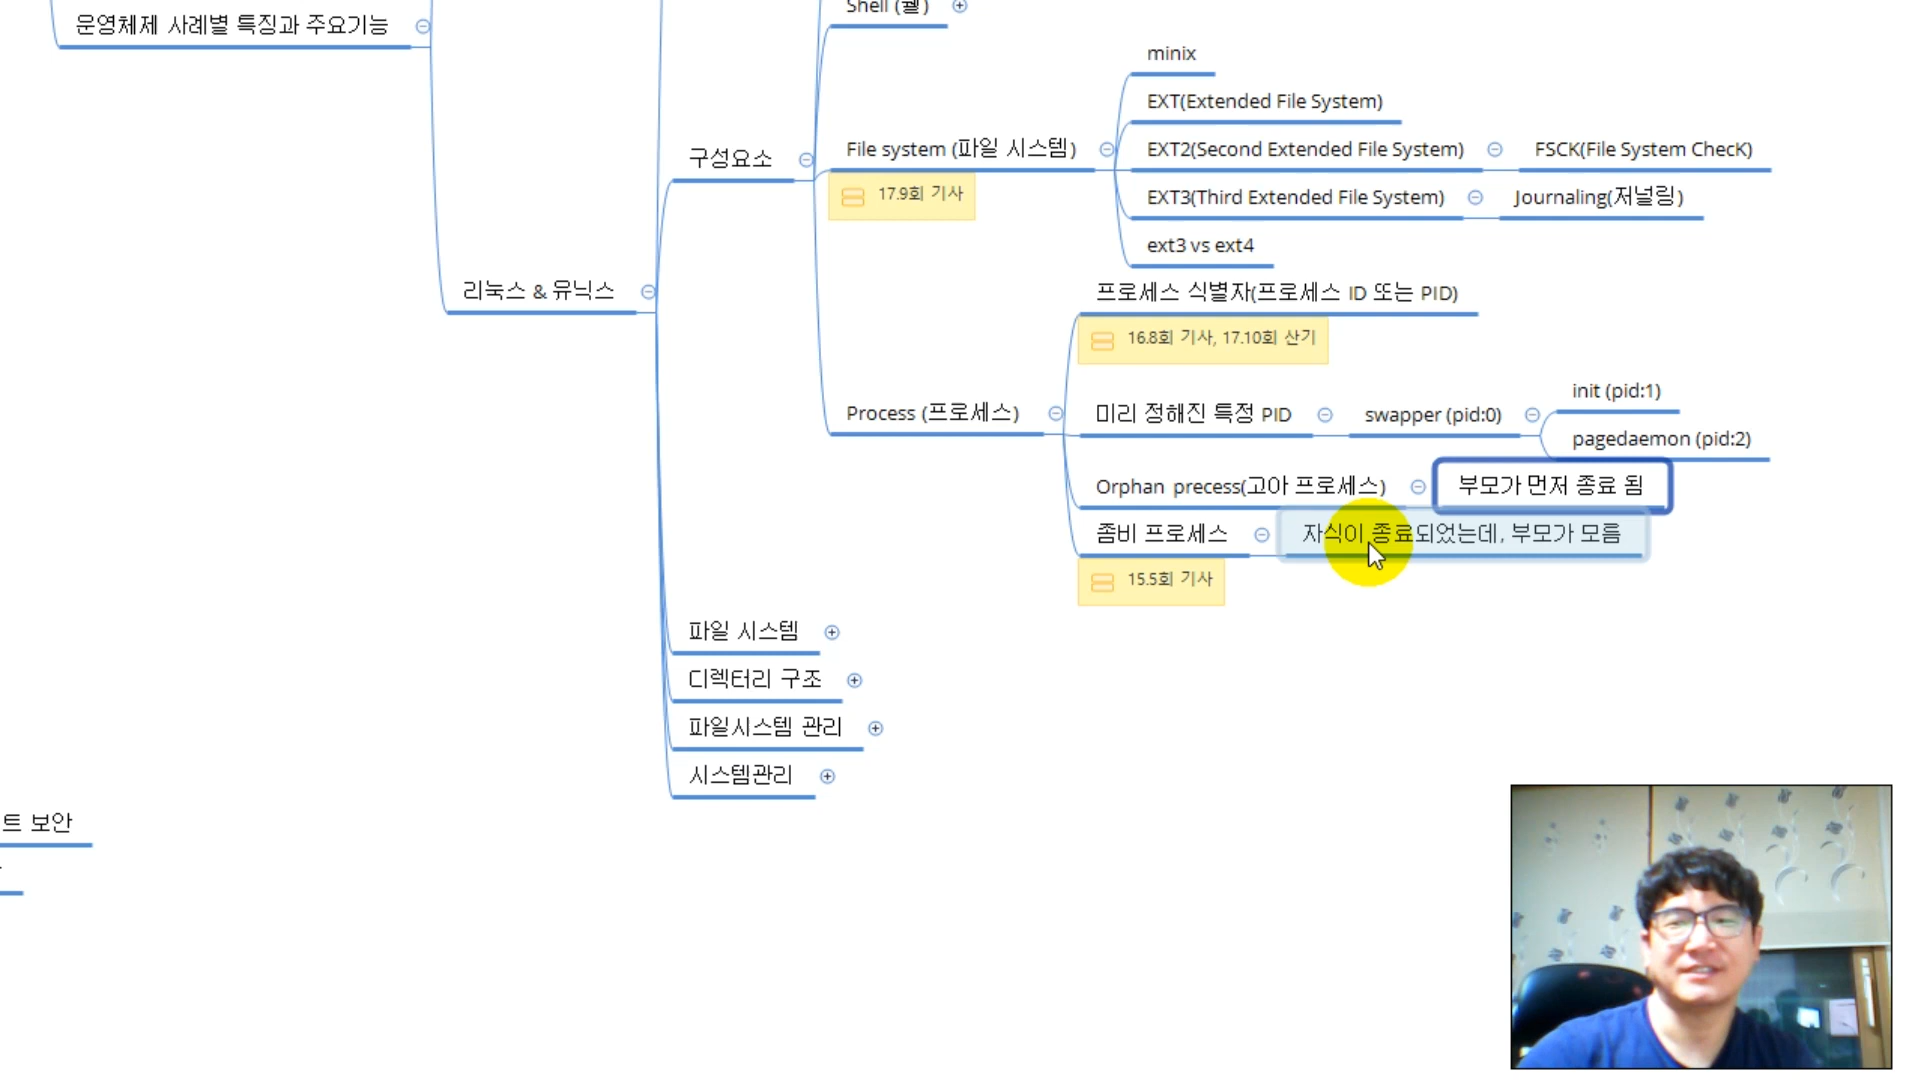 운영체제 사례별 특징과 주요기능
리눅스 & 유닉스
구성요소
Shell (쉘)
File system (파일 시스템)
17.9회 기사
minix
EXT(Extended File System)
EXT2(Second Extended File System)
FSCK(File System ChecK)
EXT3(Third Extended File System)
Journaling(저널링)
ext3 vs ext4
Process (프로세스)
프로세스 식별자(프로세스 ID 또는 PID)
16.8회 기사, 17.10회 산기
미리 정해진 특정 PID
swapper (pid:0)
init (pid:1)
pagedaemon (pid:2)
Orphan precess(고아 프로세스)
부모가 먼저 종료 됨
좀비 프로세스
자식이 종료되었는데, 부모가 모름
15.5회 기사
파일 시스템
디렉터리 구조
파일시스템 관리
시스템관리
트 보안